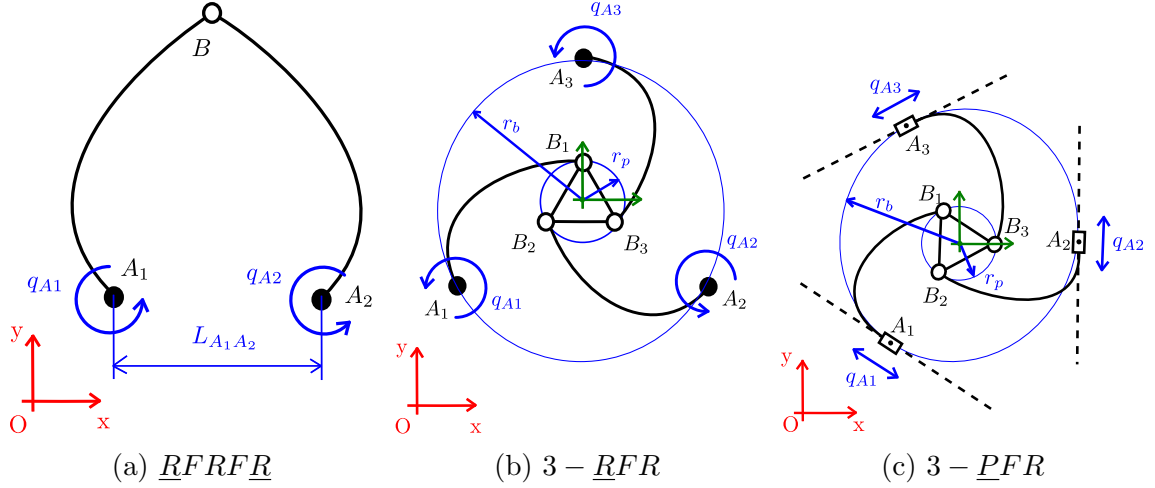 B
q_{A1}
A_1
q_{A2}
A_2
L_{A_1A_2}
y
O
x
(a) RFRFR
q_{A3}
A_3
r_b
B_1
r_p
B_2
B_3
q_{A2}
A_1
q_{A1}
A_2
y
O
x
(b) 3 − RFR
q_{A3}
A_3
r_b
B_1
B_3
A_2
q_{A2}
B_2
r_p
A_1
q_{A1}
y
O
x
(c) 3 − PFR